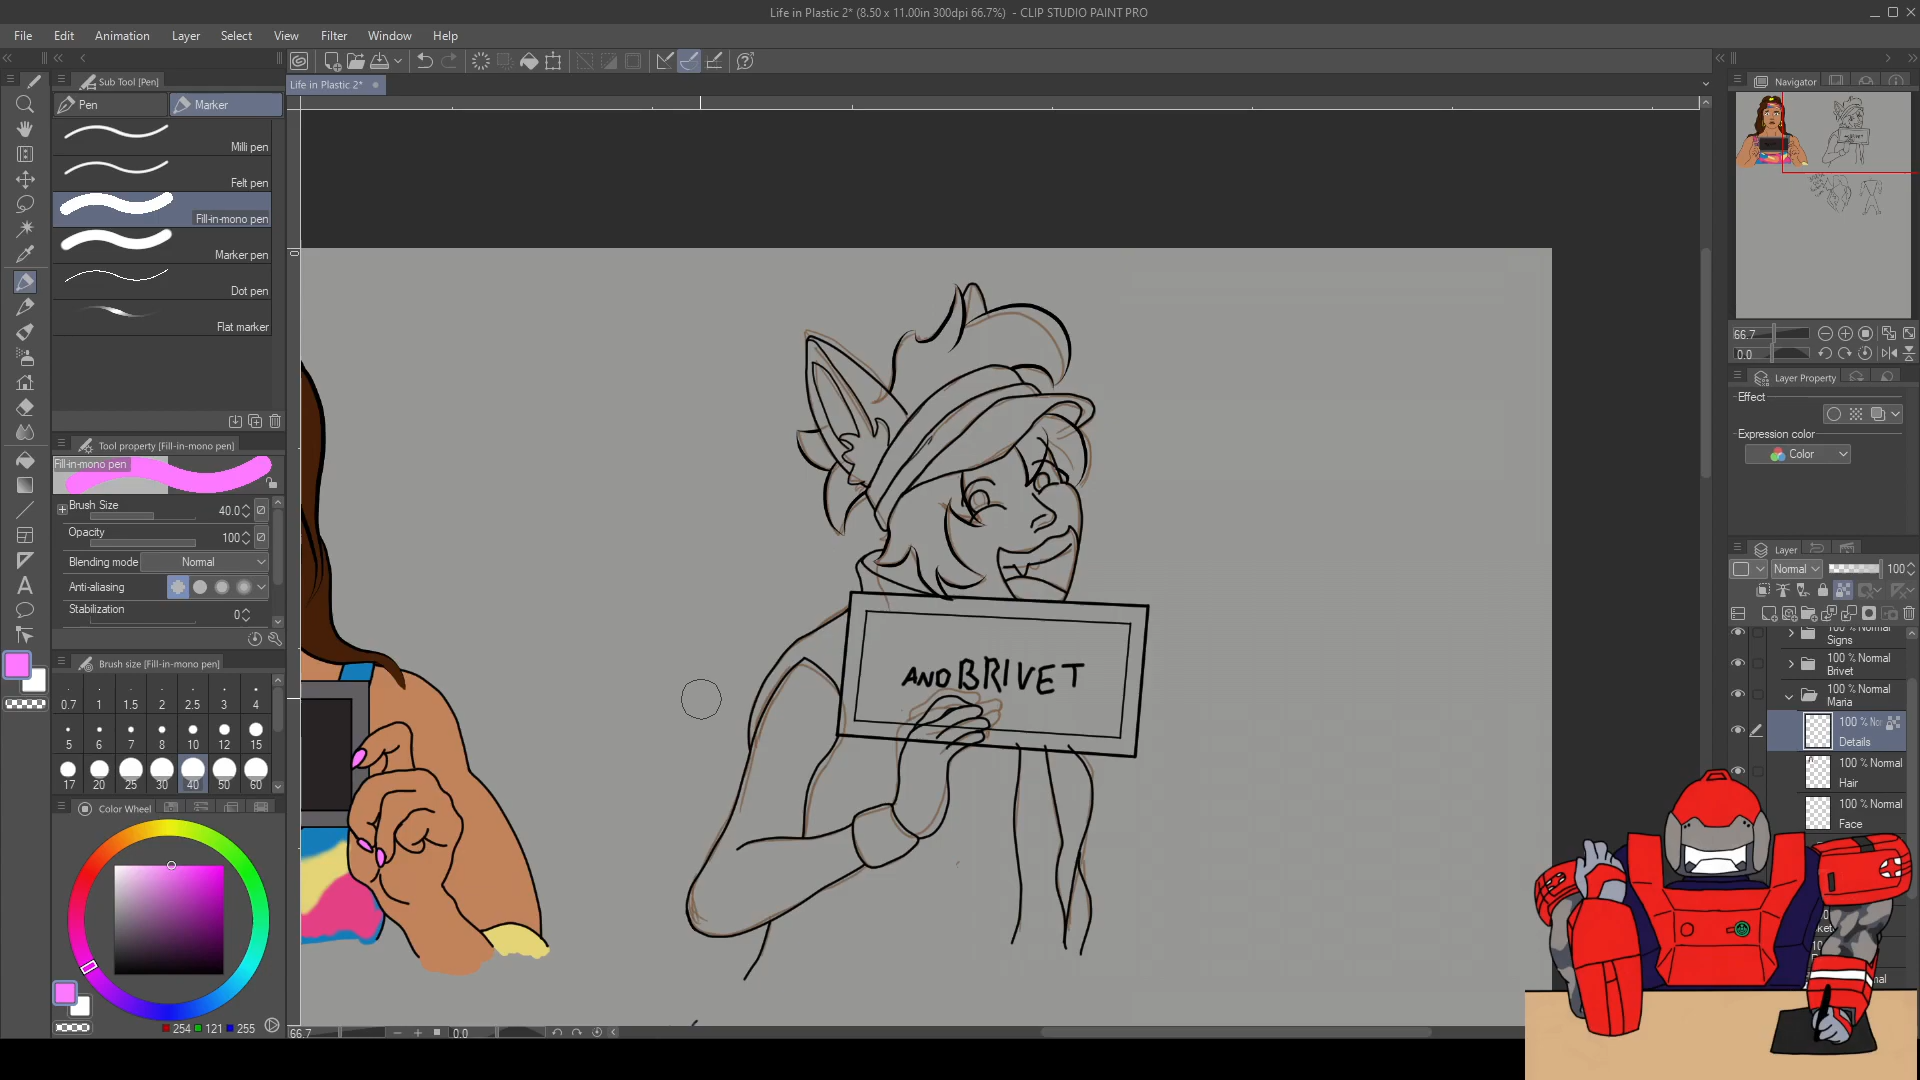 Life in Plastic 2* (8.50 x 11.00in 300dpi 66.7%) - CLIP STUDIO PAINT PRO
File Edit Animation Layer Select View Filter Window Help
Sub Tool [Pen]
Pen Marker
Milli pen
Felt pen
Fill-in-mono pen
Marker pen
Dot pen
Flat marker
Tool property [Fill-in-mono pen]
Fill-in-mono pen
Brush Size 40.0
Opacity 100
Blending mode Normal
Anti-aliasing
Stabilization 0
Brush size [Fill-in-mono pen]
0.7 1 1.5 2 2.5 3 4
5 6 7 8 10 12 15
17 20 25 30 40 50 60
Color Wheel
254 121 255
Life in Plastic 2*
0
AND BRIVET
66.7 0.0
Navigator
66.7
0.0
Layer Property
Effect
Expression color
Color
Layer
Normal 100
100 % Normal
Signs
100 % Normal
Brivet
100 % Normal
Maria
100 % Nor
Details
100 % Normal
Hair
100 % Normal
Face